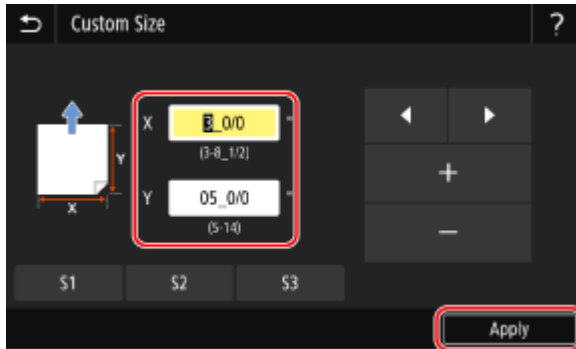 Custom Size
?
X
3_0/0
"
(3-8_1/2)
Y
05_0/0
"
(5-14)
Y
X
+
−
S1
S2
S3
Apply